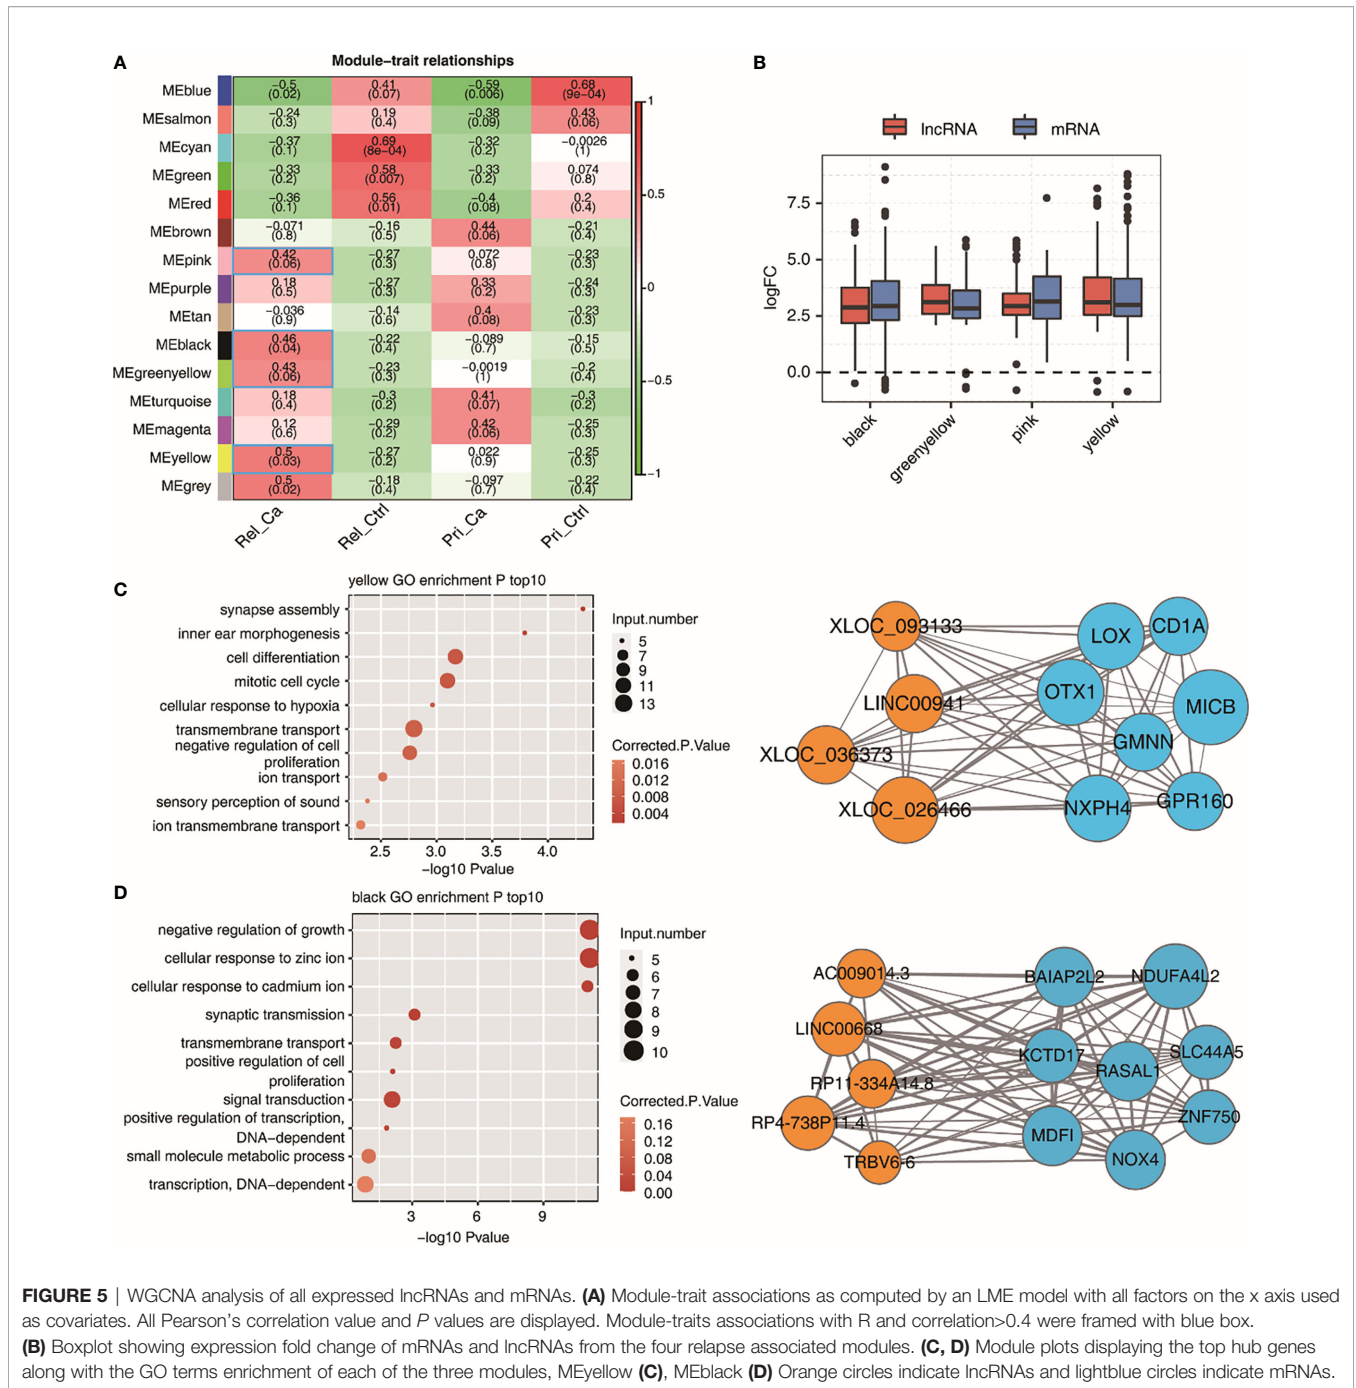 A
Module−trait relationships
MEblue −0.5 (0.02) 0.41 (0.07) −0.59 (0.006) 0.68 (9e−04)
MEsalmon −0.24 (0.3) 0.19 (0.4) −0.38 (0.09) 0.43 (0.06)
MEcyan −0.37 (0.1) 0.69 (8e−04) −0.32 (0.2) −0.0026 (1)
MEgreen −0.33 (0.2) 0.58 (0.007) −0.33 (0.2) 0.074 (0.8)
MEred −0.36 (0.1) 0.56 (0.01) −0.4 (0.08) 0.2 (0.4)
MEbrown −0.071 (0.8) −0.16 (0.5) 0.44 (0.06) −0.21 (0.4)
MEpink 0.42 (0.06) −0.27 (0.3) 0.072 (0.8) −0.23 (0.3)
MEpurple 0.18 (0.5) −0.27 (0.3) 0.33 (0.2) −0.24 (0.3)
MEtan −0.036 (0.9) −0.14 (0.6) 0.4 (0.08) −0.23 (0.3)
MEblack 0.46 (0.04) −0.22 (0.4) −0.089 (0.7) −0.15 (0.5)
MEgreenyellow 0.43 (0.06) −0.23 (0.3) −0.0019 (1) −0.2 (0.4)
MEturquoise 0.18 (0.4) −0.3 (0.2) 0.41 (0.07) −0.3 (0.2)
MEmagenta 0.12 (0.6) −0.29 (0.2) 0.42 (0.06) −0.25 (0.3)
MEyellow 0.5 (0.03) −0.27 (0.2) 0.022 (0.9) −0.25 (0.3)
MEgrey 0.5 (0.02) −0.18 (0.4) −0.097 (0.7) −0.22 (0.4)
Rel_Ca Rel_Ctrl Pri_Ca Pri_Ctrl
1
0.5
0
−0.5
−1
B
lncRNA mRNA
logFC
7.5
5.0
2.5
0.0
black greenyellow pink yellow
C
yellow GO enrichment P top10
synapse assembly
inner ear morphogenesis
cell differentiation
mitotic cell cycle
cellular response to hypoxia
transmembrane transport
negative regulation of cell
proliferation
ion transport
sensory perception of sound
ion transmembrane transport
2.5 3.0 3.5 4.0
−log10 Pvalue
Input.number
5
7
9
11
13
Corrected.P.Value
0.016
0.012
0.008
0.004
XLOC_093133
LINC00941
XLOC_036373
XLOC_026466
LOX
CD1A
OTX1
MICB
GMNN
NXPH4
GPR160
D
black GO enrichment P top10
negative regulation of growth
cellular response to zinc ion
cellular response to cadmium ion
synaptic transmission
transmembrane transport
positive regulation of cell
proliferation
signal transduction
positive regulation of transcription,
DNA−dependent
small molecule metabolic process
transcription, DNA−dependent
3 6 9
−log10 Pvalue
Input.number
5
6
7
8
9
10
Corrected.P.Value
0.16
0.12
0.08
0.04
0.00
AC009014.3
LINC00668
RP11-334A14.8
RP4-738P11.4
TRBV6-6
BAIAP2L2
NDUFA4L2
KCTD17
RASAL1
SLC44A5
MDFI
ZNF750
NOX4
FIGURE 5 | WGCNA analysis of all expressed lncRNAs and mRNAs. (A) Module-trait associations as computed by an LME model with all factors on the x axis used
as covariates. All Pearson's correlation value and P values are displayed. Module-traits associations with R and correlation>0.4 were framed with blue box.
(B) Boxplot showing expression fold change of mRNAs and lncRNAs from the four relapse associated modules. (C, D) Module plots displaying the top hub genes
along with the GO terms enrichment of each of the three modules, MEyellow (C), MEblack (D) Orange circles indicate lncRNAs and lightblue circles indicate mRNAs.